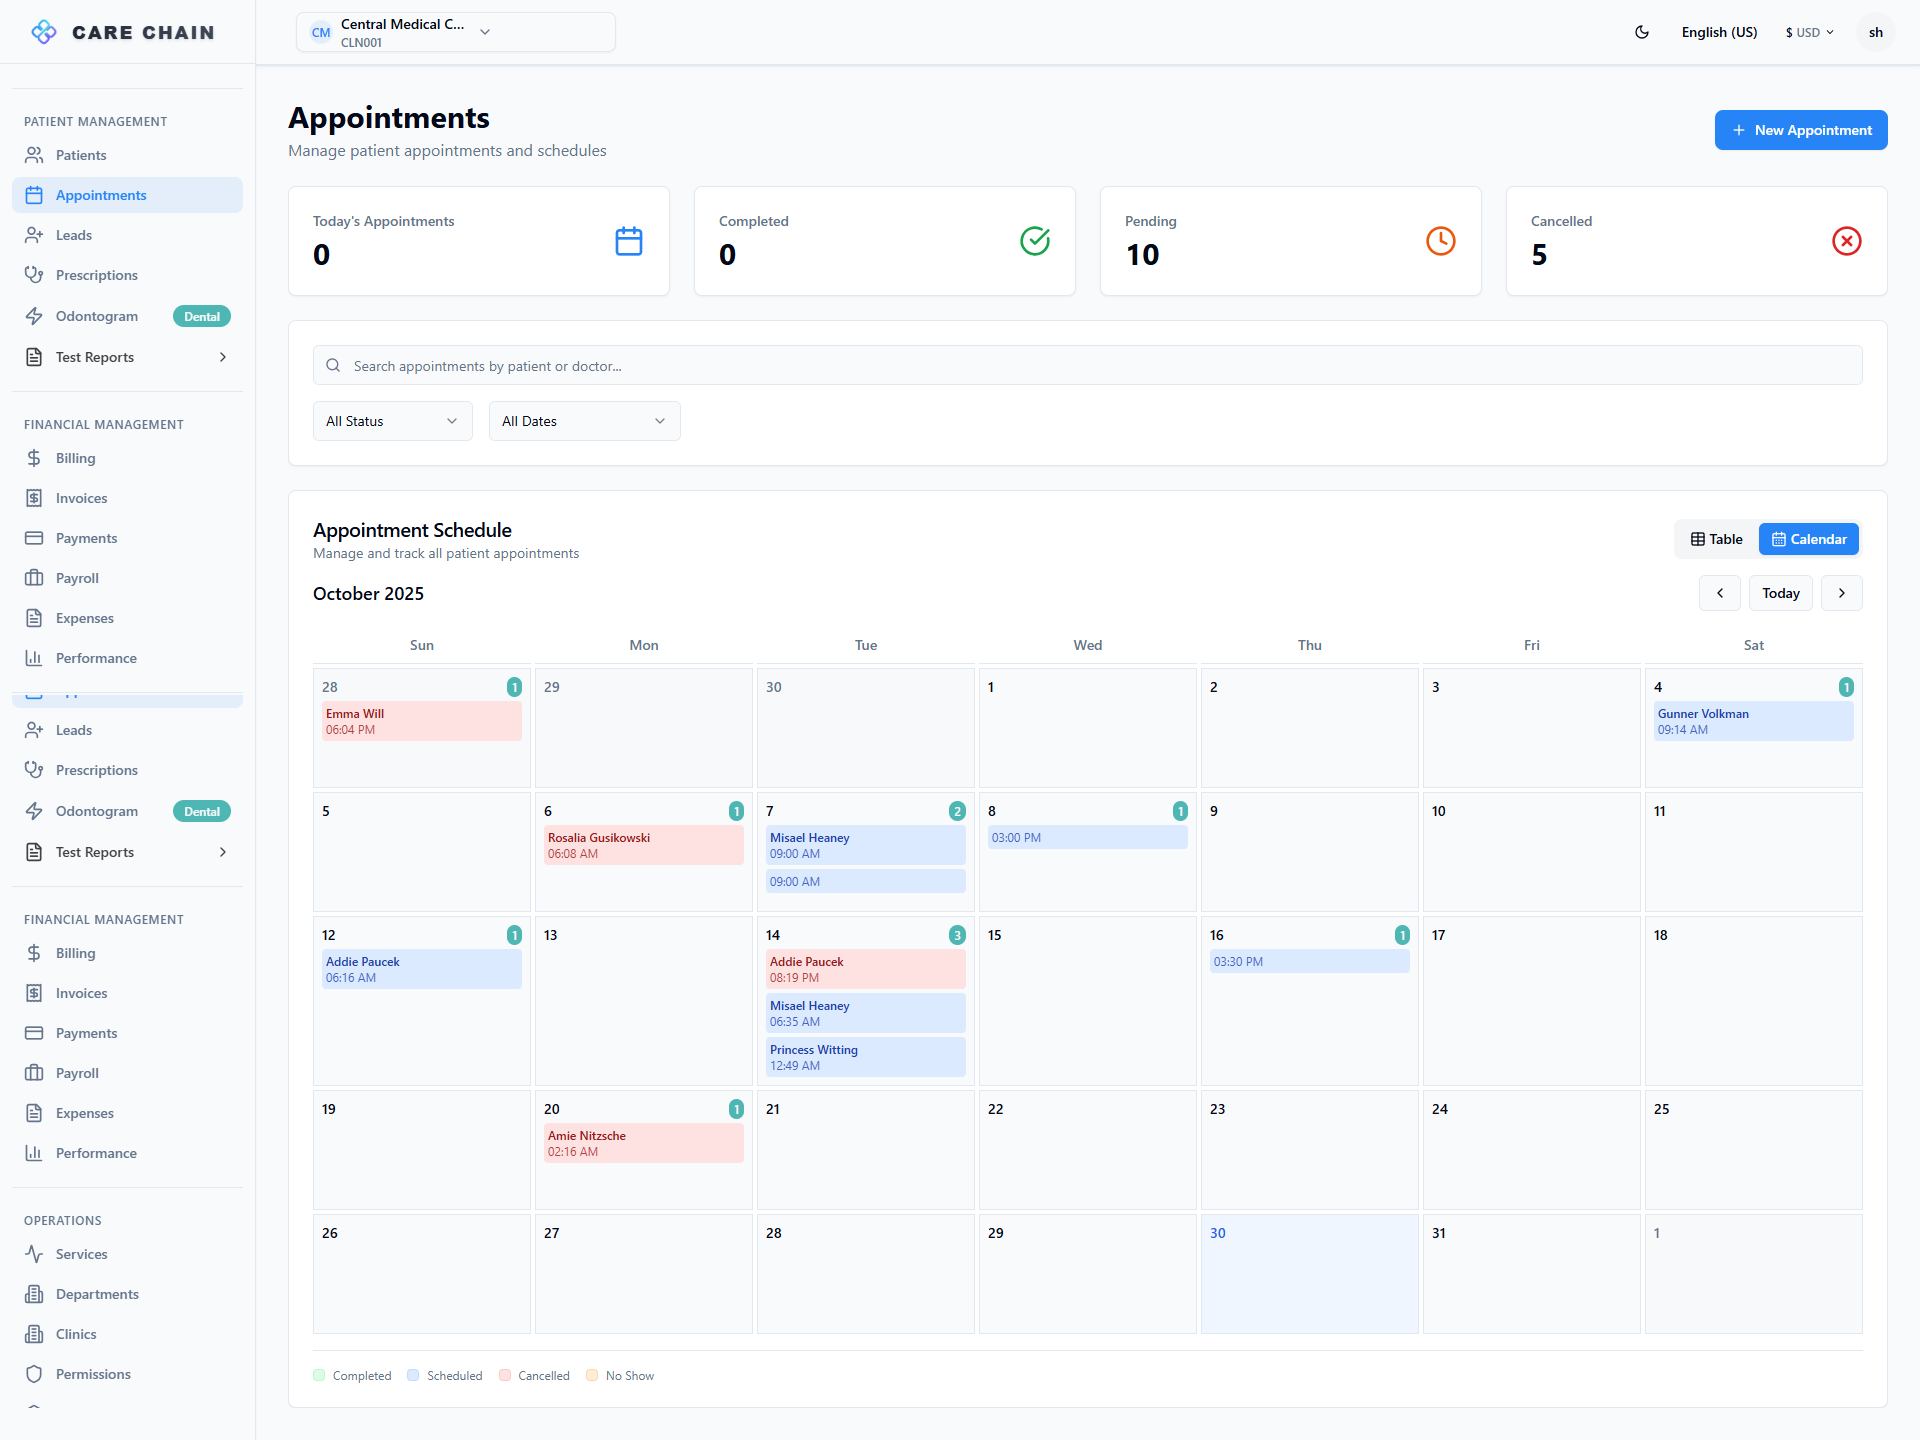 CARE CHAIN
PATIENT MANAGEMENT
Patients
Appointments
Leads
Prescriptions
Odontogram Dental
Test Reports
FINANCIAL MANAGEMENT
Billing
Invoices
Payments
Payroll
Expenses
Performance
Leads
Prescriptions
Odontogram Dental
Test Reports
FINANCIAL MANAGEMENT
Billing
Invoices
Payments
Payroll
Expenses
Performance
OPERATIONS
Services
Departments
Clinics
Permissions
CM Central Medical C...
CLN001
English (US) $ USD sh
Appointments
Manage patient appointments and schedules
New Appointment
Today's Appointments
0
Completed
0
Pending
10
Cancelled
5
Search appointments by patient or doctor...
All Status All Dates
Appointment Schedule
Manage and track all patient appointments
Table Calendar
October 2025
Today
Sun Mon Tue Wed Thu Fri Sat
28 1
Emma Will
06:04 PM
29
30
1
2
3
4 1
Gunner Volkman
09:14 AM
5
6 1
Rosalia Gusikowski
06:08 AM
7 2
Misael Heaney
09:00 AM
09:00 AM
8 1
03:00 PM
9
10
11
12 1
Addie Paucek
06:16 AM
13
14 3
Addie Paucek
08:19 PM
Misael Heaney
06:35 AM
Princess Witting
12:49 AM
15
16 1
03:30 PM
17
18
19
20 1
Amie Nitzsche
02:16 AM
21
22
23
24
25
26
27
28
29
30
31
1
Completed Scheduled Cancelled No Show